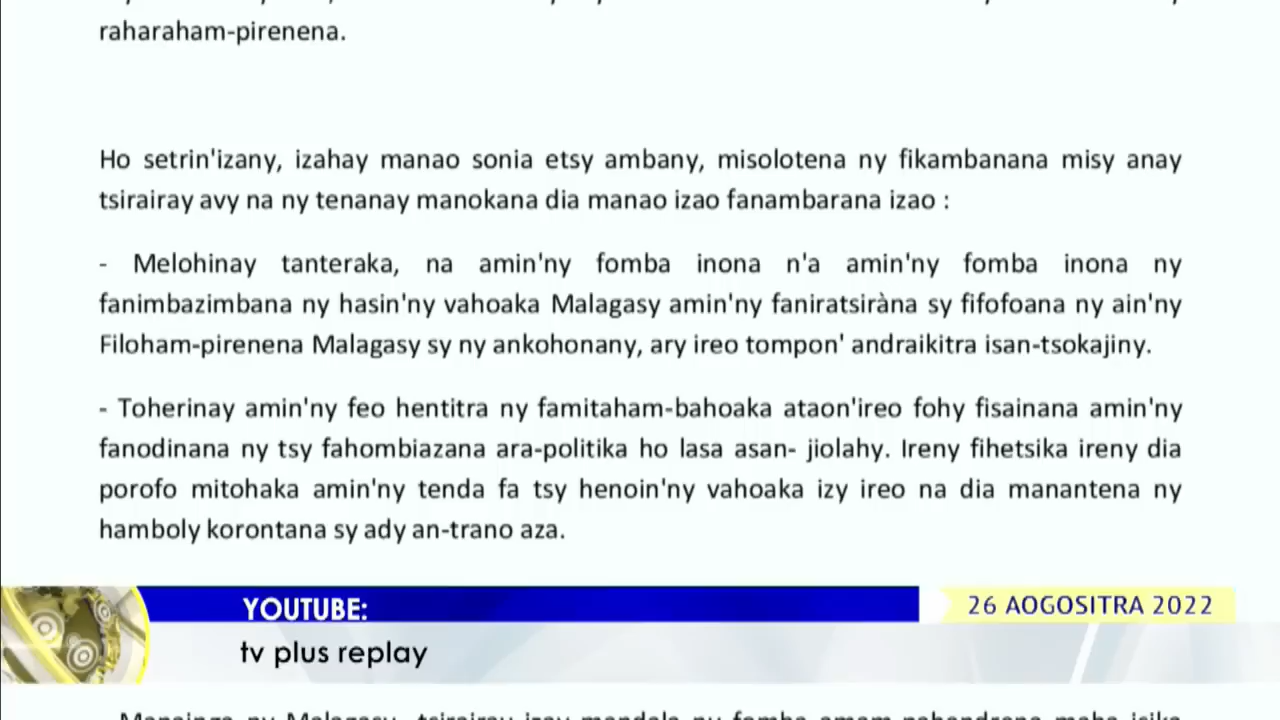 raharaham-pirenena.
Ho setrin'izany, izahay manao sonia etsy ambany, misolotena ny fikambanana misy anay
tsirairay avy na ny tenanay manokana dia manao izao fanambarana izao :
- Melohinay tanteraka, na amin'ny fomba inona n'a amin'ny fomba inona ny
fanimbazimbana ny hasin'ny vahoaka Malagasy amin'ny faniratsiràna sy fifofoana ny ain'ny
Filoham-pirenena Malagasy sy ny ankohonany, ary ireo tompon' andraikitra isan-tsokajiny.
- Toherinay amin'ny feo hentitra ny famitaham-bahoaka ataon'ireo fohy fisainana amin'ny
fanodinana ny tsy fahombiazana ara-politika ho lasa asan- jiolahy. Ireny fihetsika ireny dia
porofo mitohaka amin'ny tenda fa tsy henoin'ny vahoaka izy ireo na dia manantena ny
hamboly korontana sy ady an-trano aza.
YOUTUBE:
26 AOGOSITRA 2022
tv plus replay